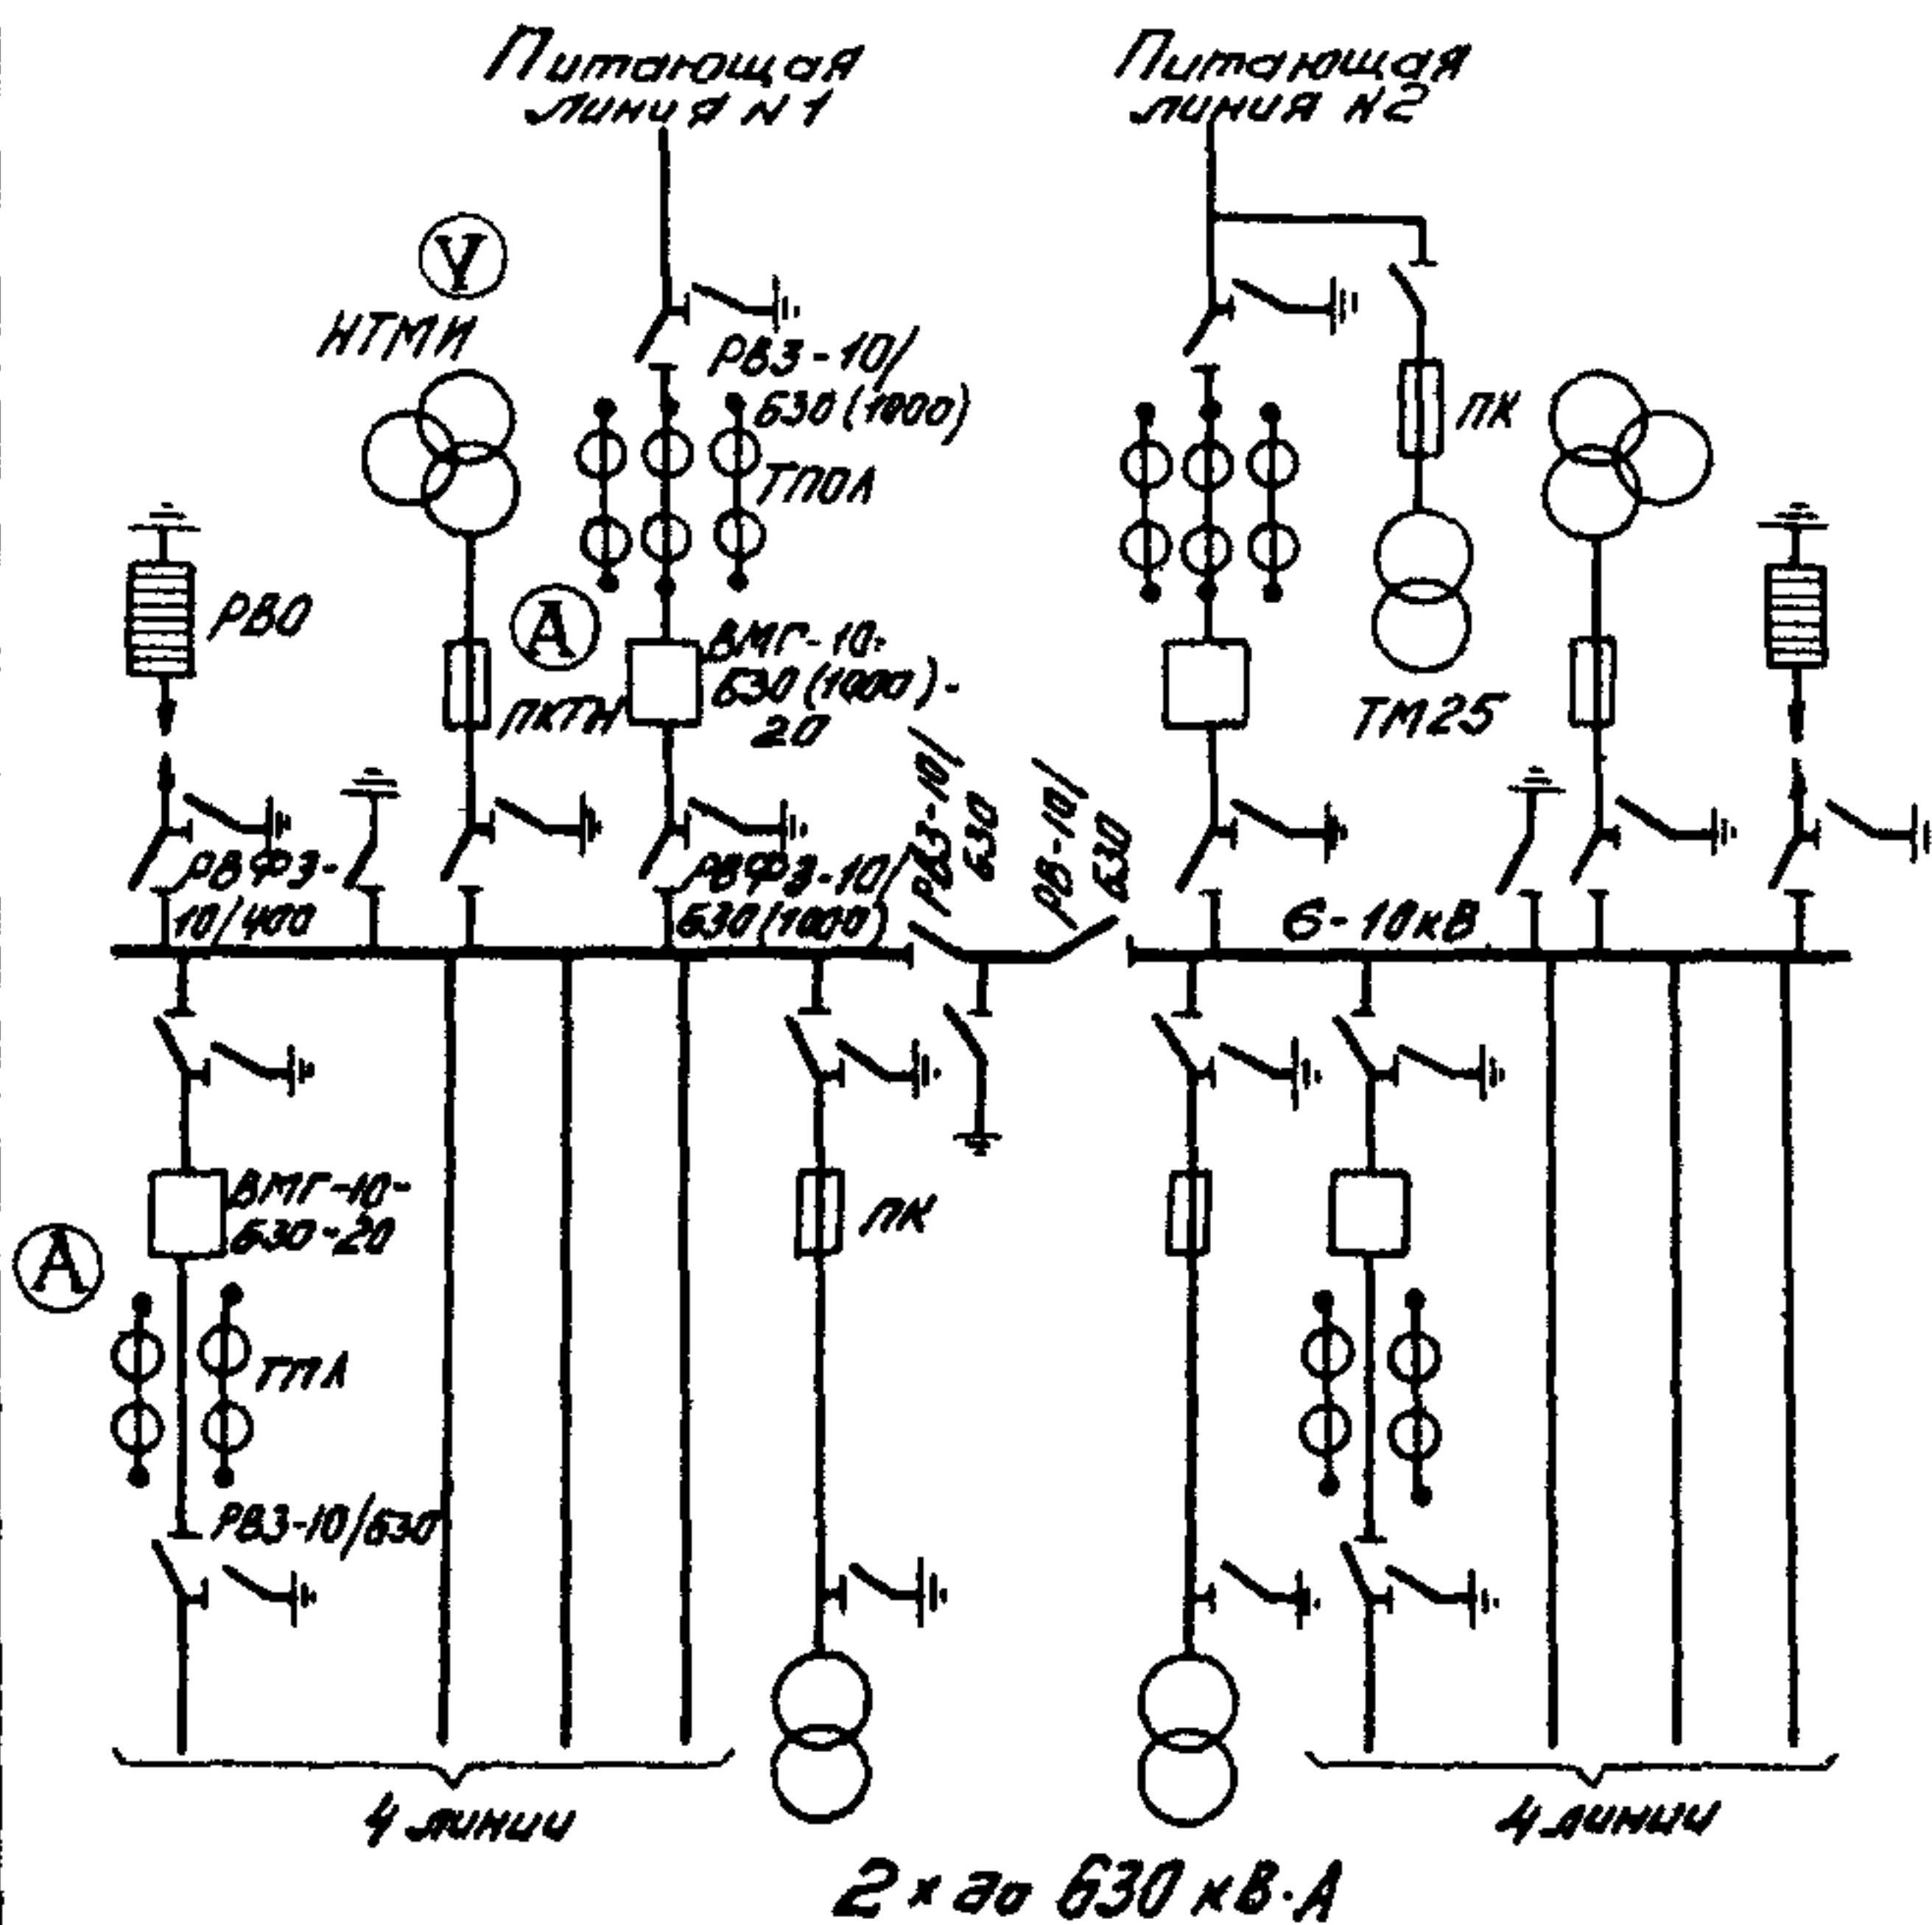 Питающая
линия N1
Питающая
линия N2
V
НТМИ
РВЗ-10/
630(1000)
ТПОЛ
ПК
РВО
A
ВМГ-10-
630(1000)-
20
ПКТН
ТМ25
РВФЗ-
10/400
РВФЗ-10/
630(1000)
РВЗ-10/
630
РВ-10/
630
6-10кВ
ВМГ-10-
630-20
A
ПК
ТПЛ
РВЗ-10/630
4 линии
4 линии
2×до 630 кВ·А